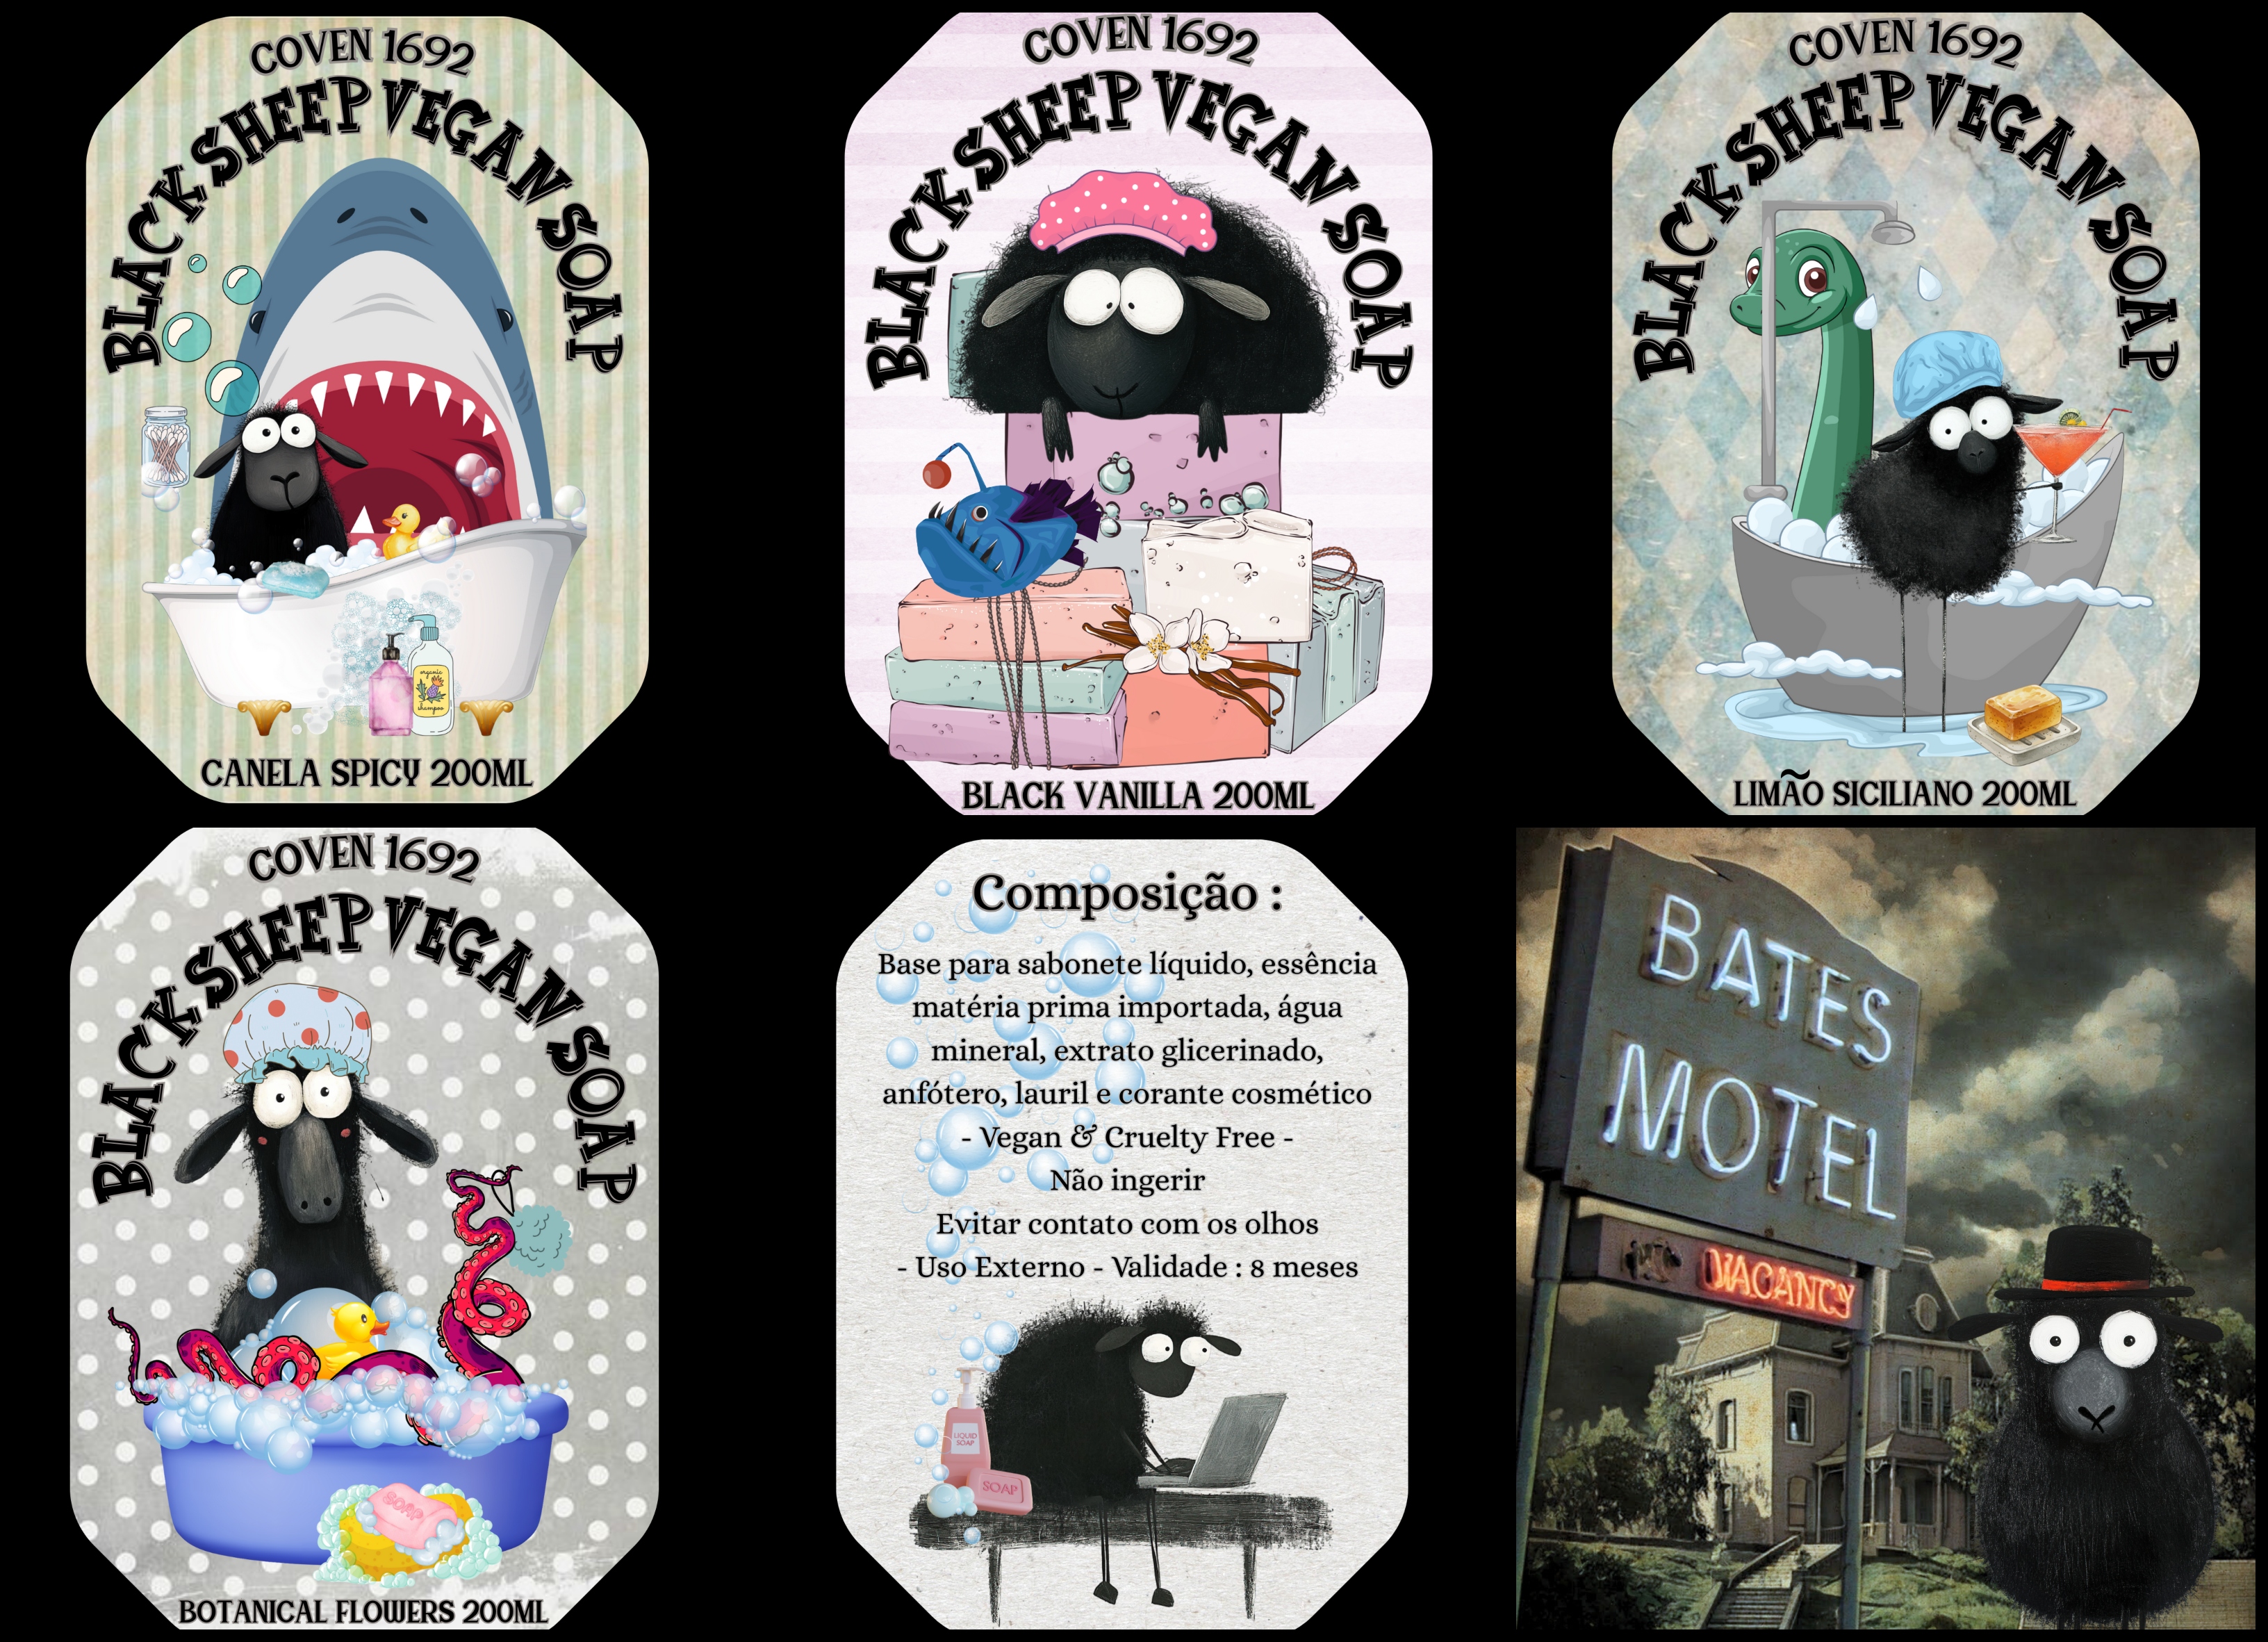 COVEN 1692
BLACK SHEEP VEGAN SOAP
organic
shampoo
CANELA SPICY 200ML
COVEN 1692
BLACK SHEEP VEGAN SOAP
BLACK VANILLA 200ML
COVEN 1692
BLACK SHEEP VEGAN SOAP
LIMÃO SICILIANO 200ML
COVEN 1692
BLACK SHEEP VEGAN SOAP
SOAP
BOTANICAL FLOWERS 200ML
Composição :
Base para sabonete líquido, essência
matéria prima importada, água
mineral, extrato glicerinado,
anfótero, lauril e corante cosmético
- Vegan & Cruelty Free -
Não ingerir
Evitar contato com os olhos
- Uso Externo - Validade : 8 meses
LIQUID
SOAP
SOAP
BATES
MOTEL
VACANCY